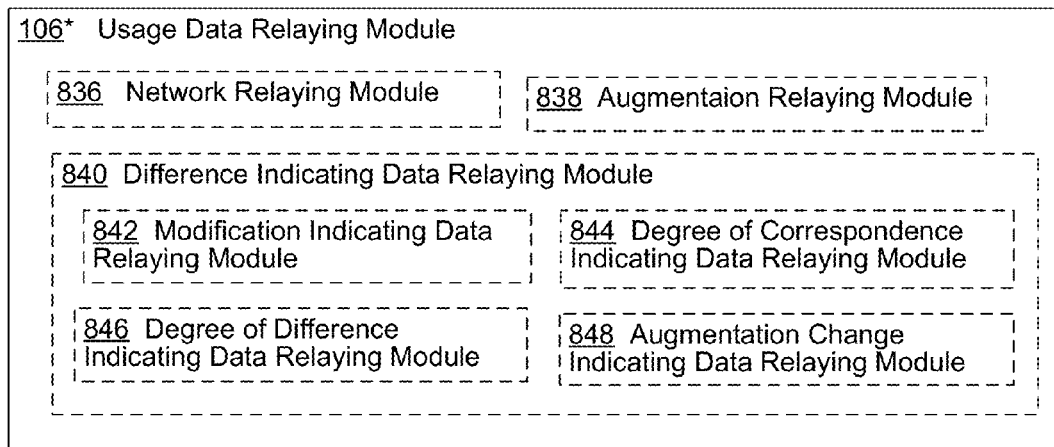 106* Usage Data Relaying Module
836 Network Relaying Module
838 Augmentaion Relaying Module
840 Difference Indicating Data Relaying Module
842 Modification Indicating Data
Relaying Module
844 Degree of Correspondence
Indicating Data Relaying Module
846 Degree of Difference
Indicating Data Relaying Module
848 Augmentation Change
Indicating Data Relaying Module